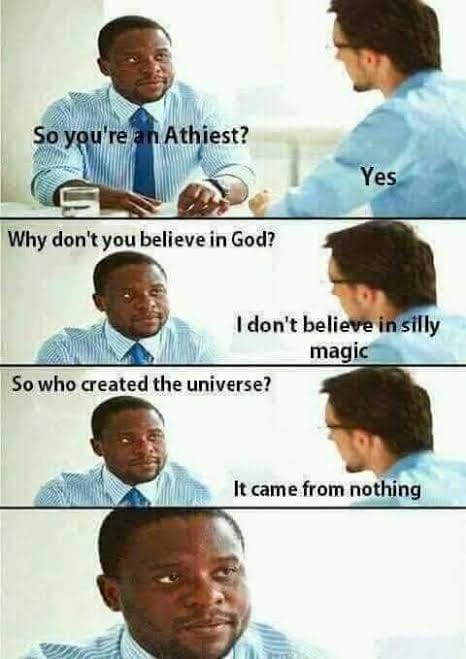 So you're an Athiest?
Yes
Why don't you believe in God?
I don't believe in silly
magic
So who created the universe?
It came from nothing